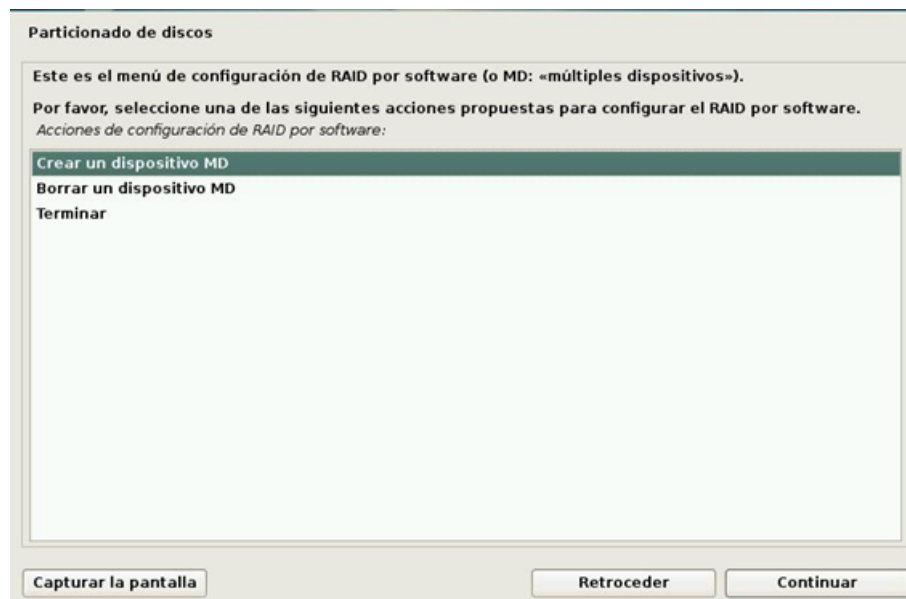 Particionado de discos
Este es el menú de configuración de RAID por software (o MD: «múltiples dispositivos»).
Por favor, seleccione una de las siguientes acciones propuestas para configurar el RAID por software.
Acciones de configuración de RAID por software:
Crear un dispositivo MD
Borrar un dispositivo MD
Terminar
Capturar la pantalla
Retroceder
Continuar